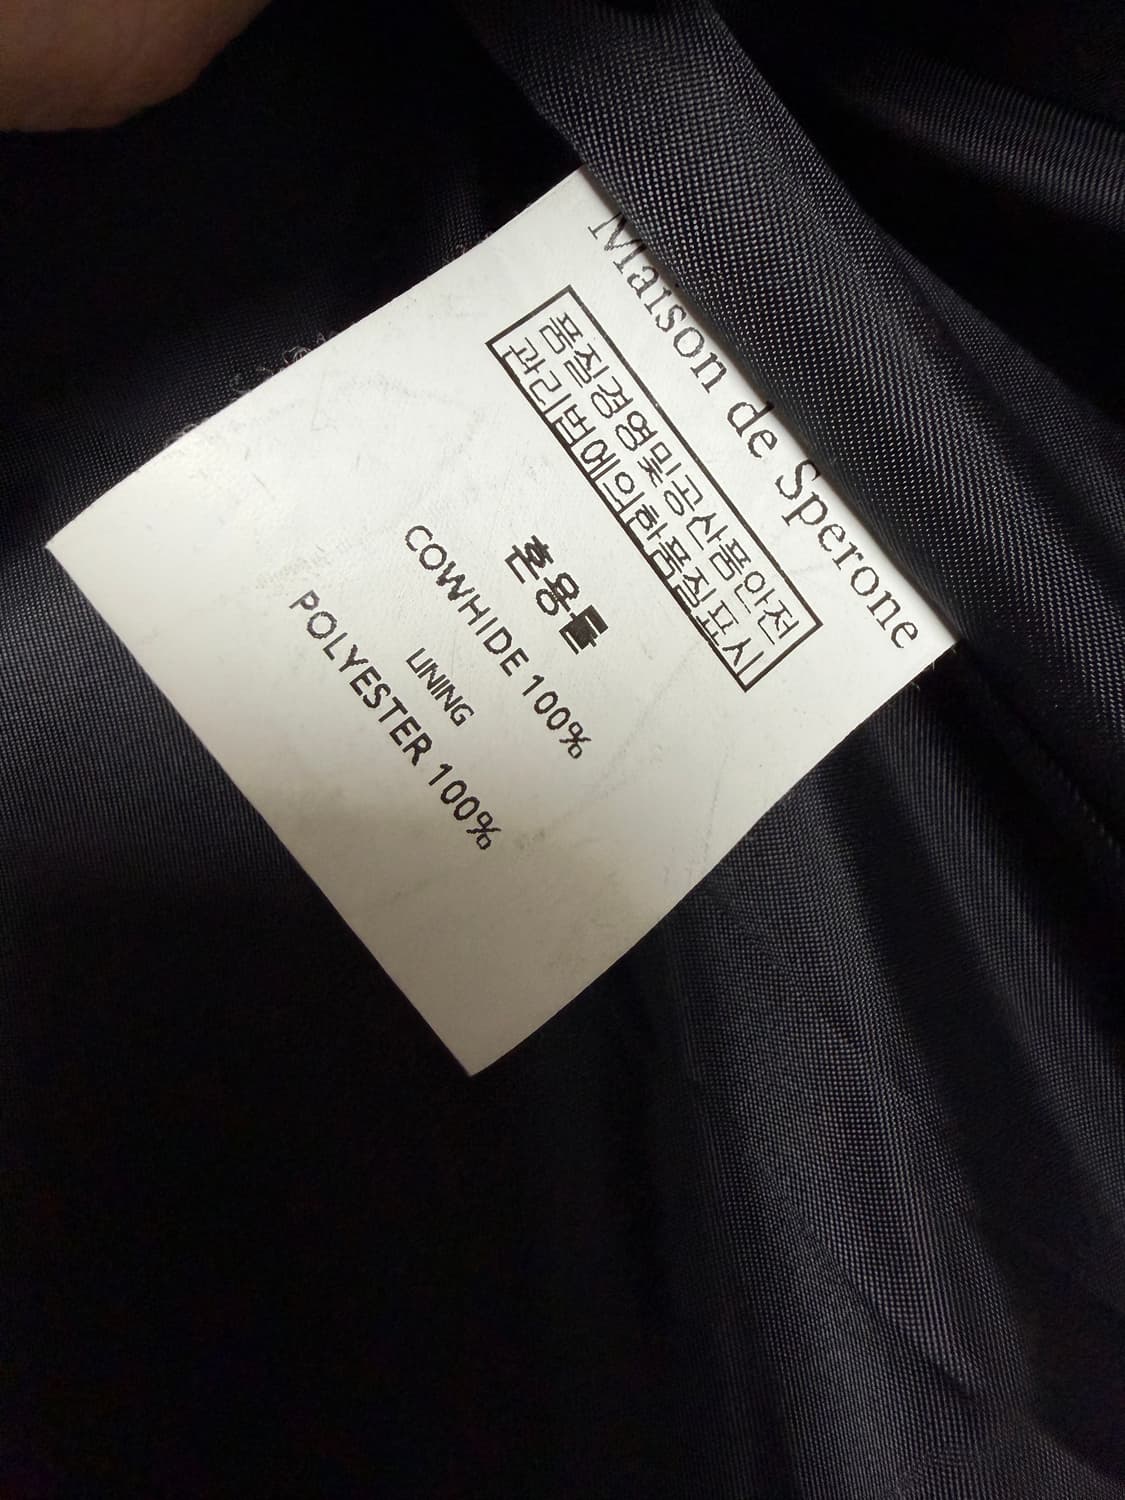 Maison de Sperone
품질경영및공산품안전
관리법에의한품질표시
혼용률
COWHIDE 100%
LINING
POLYESTER 100%